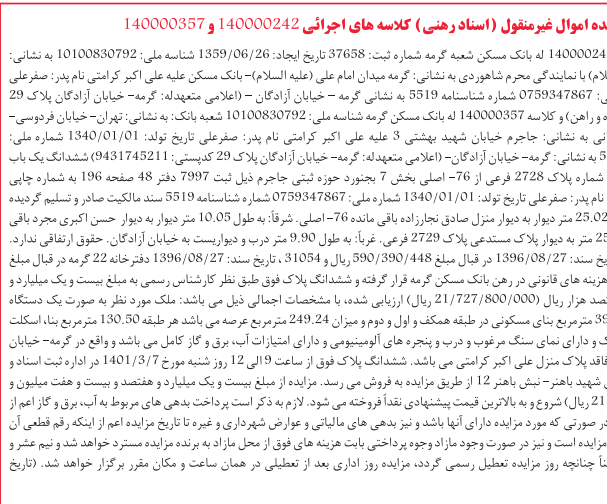 ده اموال غیرمنقول ( اسناد رهنی ) کلاسه های اجرائی 140000242 و 140000357
14000024 له بانک مسکن شعبه گرمه شماره ثبت: 37658 تاریخ ایجاد: 1359/06/26 شناسه ملی: 10100830792 به نشانی:
لام) با نمایندگی محرم شاهوردی به نشانی: گرمه میدان امام علی (علیه السلام)- بانک مسکن علیه علی اکبر کرامتی نام پدر: صفرعلی
ی: 0759347867 شماره شناسنامه 5519 به نشانی گرمه – خیابان آزادگان – (اعلامی متعهدله: گرمه- خیابان آزادگان پلاک 29
ه و راهن) و کلاسه 140000357 له بانک مسکن گرمه شناسه ملی: 10100830792 شعبه بانک: به نشانی: تهران- خیابان فردوسی-
انی به نشانی: جاجرم خیابان شهید بهشتی 3 علیه علی اکبر کرامتی نام پدر: صفرعلی تاریخ تولد: 1340/01/01 شماره ملی:
5 به نشانی: گرمه- خیابان آزادگان- (اعلامی متعهدله: گرمه- خیابان آزادگان پلاک 29 کدپستی: 9431745211) ششدانگ یک باب
شماره پلاک 2728 فرعی از 76- اصلی بخش 7 بجنورد حوزه ثبتی جاجرم ذیل ثبت 7997 دفتر 48 صفحه 196 به شماره چاپی
نام پدر: صفرعلی تاریخ تولد: 1340/01/01 شماره ملی: 0759347867 شماره شناسنامه 5519 سند مالکیت صادر و تسلیم گردیده
25.02 متر دیوار به دیوار منزل صادق نجارزاده باقی مانده 76- اصلی. شرقاً: به طول 10.05 متر دیوار به دیوار حسن اکبری مجرد باقی
25 متر به دیوار پلاک مستدعی پلاک 2729 فرعی. غرباً: به طول 9.90 متر درب و دیواریست به خیابان آزادگان. حقوق ارتفاقی ندارد.
یخ سند: 1396/08/27 در قبال مبلغ 590/390/448 ریال و 31054 ، تاریخ سند: 1396/08/27 دفترخانه 22 گرمه در قبال مبلغ
هزینه های قانونی در رهن بانک مسکن گرمه قرار گرفته و ششدانگ پلاک فوق طبق نظر کارشناس رسمی به مبلغ بیست و یک میلیارد و
صد هزار ریال (21/727/800/000 ریال) ارزیابی شده، با مشخصات اجمالی ذیل می باشد: ملک مورد نظر به صورت یک دستگاه
39 مترمربع بنای مسکونی در طبقه همکف و اول و دوم و میزان 249.24 مترمربع عرصه می باشد هر طبقه 130.50 مترمربع بنا، اسکلت
ک و دارای نمای سنگ مرغوب و درب و پنجره های آلومینیومی و دارای امتیازات آب، برق و گاز کامل می باشد و واقع در گرمه- خیابان
فاقد پلاک منزل علی اکبر کرامتی می باشد. ششدانگ پلاک فوق از ساعت 9 الی 12 روز شنبه مورخ 1401/3/7 در اداره ثبت اسناد و
ن شهید باهنر- نبش باهنر 12 از طریق مزایده به فروش می رسد. مزایده از مبلغ بیست و یک میلیارد و هفتصد و بیست و هفت میلیون و
21 ریال) شروع و به بالاترین قیمت پیشنهادی نقداً فروخته می شود. لازم به ذکر است پرداخت بدهی های مربوط به آب، برق و گاز اعم از
در صورتی که مورد مزایده دارای آنها باشد و نیز بدهی های مالیاتی و عوارض شهرداری و غیره تا تاریخ مزایده اعم از اینکه رقم قطعی آن
مزایده است و نیز در صورت وجود مازاد وجوه پرداختی بابت هزینه های فوق از محل مازاد به برنده مزایده مسترد خواهد شد و نیم عشر و
ناً چنانچه روز مزایده تعطیل رسمی گردد، مزایده روز اداری بعد از تعطیلی در همان ساعت و مکان مقرر برگزار خواهد شد. (تاریخ